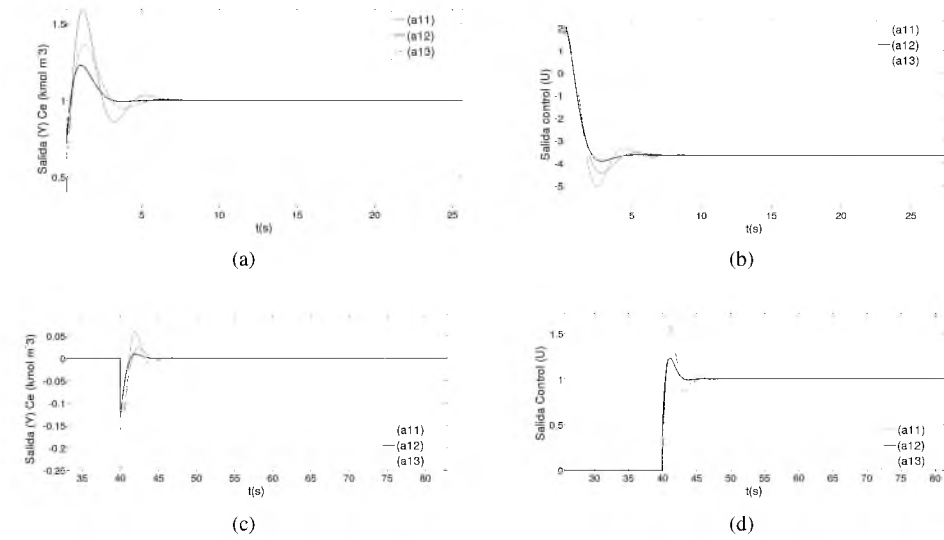 1.5
1
0.5
Salida (Y) Ce (kmol m^3)
(a11)
(a12)
(a13)
5
10
15
20
25
t(s)
(a)
2
1
0
-1
-2
-3
-4
-5
Salida control (U)
(a11)
(a12)
(a13)
5
10
15
20
25
t(s)
(b)
0.05
0
-0.05
-0.1
-0.15
-0.2
-0.25
Salida (Y) Ce (kmol m^3)
(a11)
(a12)
(a13)
35
40
45
50
55
60
65
70
75
80
t(s)
(c)
1.5
1
0.5
0
Salida Control (U)
(a11)
(a12)
(a13)
30
35
40
45
50
55
60
65
70
75
80
t(s)
(d)